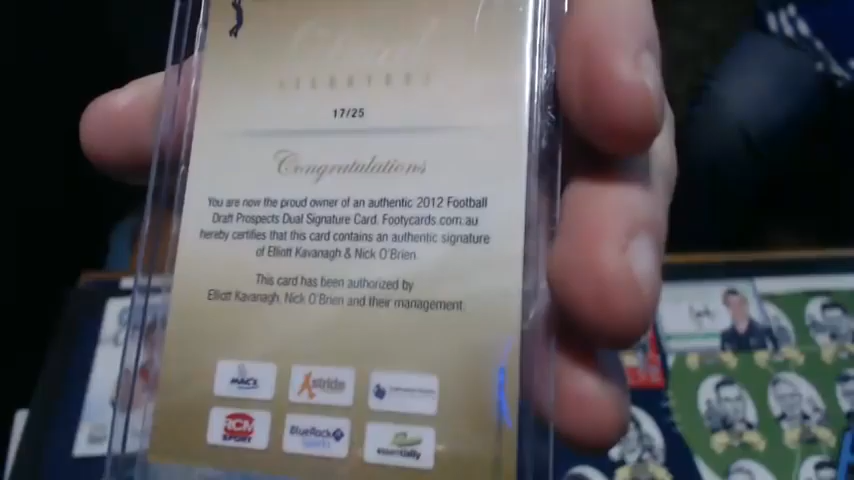 17/25
Congratulations
You are now the proud owner of an authentic 2012 Football
Draft Prospects Dual Signature Card. Footycards.com.au
hereby certifies that this card contains an authentic signature
of Elliott Kavanagh & Nick O'Brien.
This card has been authorized by
Elliott Kavanagh, Nick O'Brien and their management.
MACS
Astride
RCM
SPORT
BlueRock
essentially